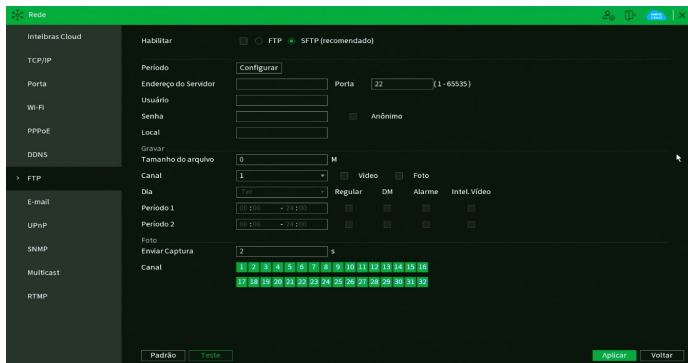 Rede
Intelbras Cloud
TCP/IP
Porta
Wi-Fi
PPPoE
DDNS
FTP
E-mail
UPnP
SNMP
Multicast
RTMP
Habilitar FTP SFTP (recomendado)
Período Configurar
Endereço do Servidor Porta 22 (1 - 65535)
Usuário
Senha Anônimo
Local
Gravar
Tamanho do arquivo 0 M
Canal 1 Vídeo Foto
Dia Ter Regular DM Alarme Intel. Vídeo
Período 1 00 : 00 - 24 : 00
Período 2 00 : 00 - 24 : 00
Foto
Enviar Captura 2 s
Canal 1 2 3 4 5 6 7 8 9 10 11 12 13 14 15 16
17 18 19 20 21 22 23 24 25 26 27 28 29 30 31 32
Padrão Teste Aplicar Voltar